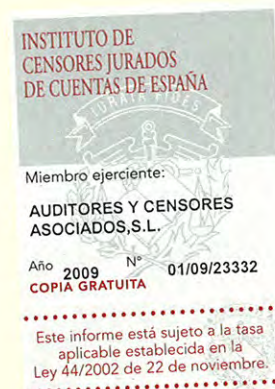 INSTITUTO DE
CENSORES JURADOS
DE CUENTAS DE ESPAÑA
IURATA FIDES
Miembro ejerciente:
AUDITORES Y CENSORES
ASOCIADOS,S.L.
Año 2009 Nº 01/09/23332
COPIA GRATUITA
Este informe está sujeto a la tasa
aplicable establecida en la
Ley 44/2002 de 22 de noviembre.